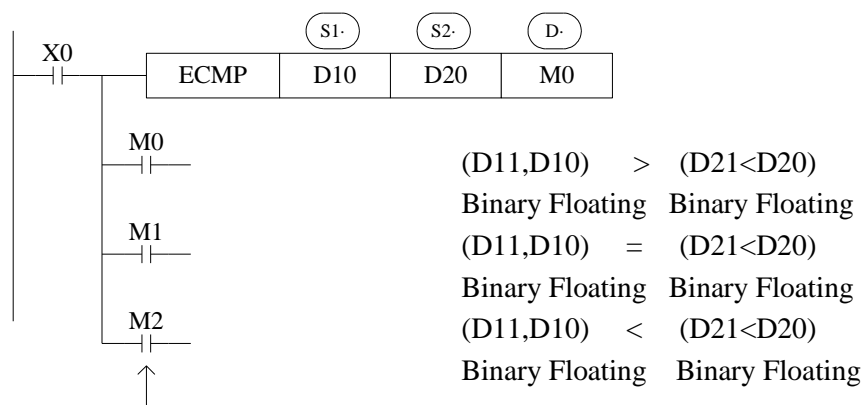 S1· S2· D·
X0
ECMP D10 D20 M0
M0
(D11,D10) > (D21<D20)
Binary Floating Binary Floating
M1
(D11,D10) = (D21<D20)
Binary Floating Binary Floating
M2
(D11,D10) < (D21<D20)
Binary Floating Binary Floating